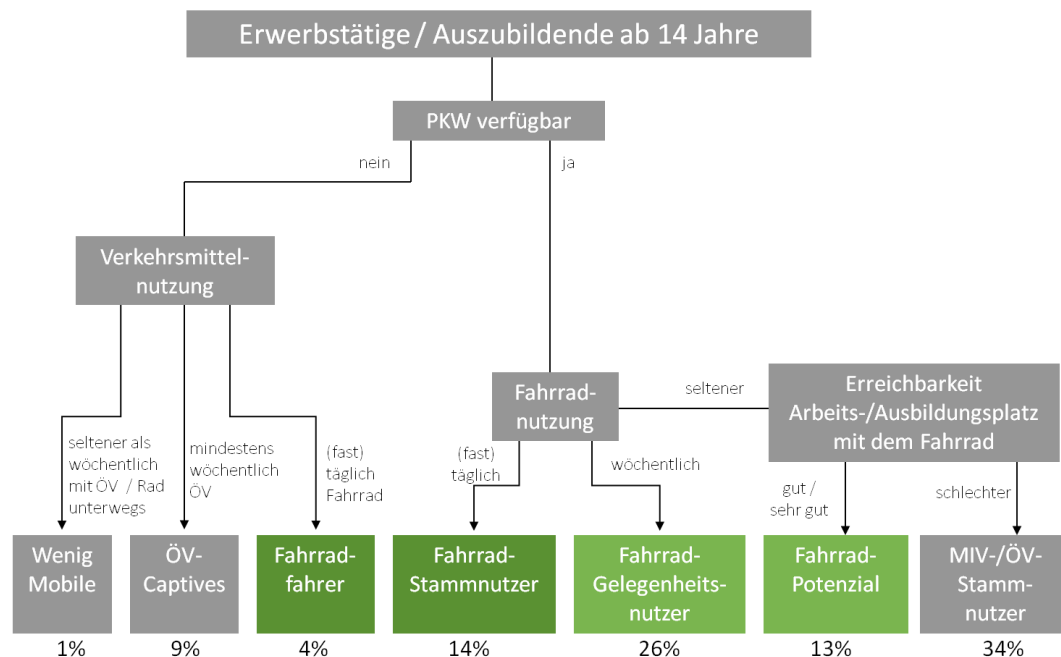 Erwerbstätige / Auszubildende ab 14 Jahre
PKW verfügbar
nein
ja
Verkehrsmittel-
nutzung
Fahrrad-
nutzung
seltener
Erreichbarkeit
Arbeits-/Ausbildungsplatz
mit dem Fahrrad
seltener als
wöchentlich
mit ÖV / Rad
unterwegs
mindestens
wöchentlich
ÖV
(fast)
täglich
Fahrrad
(fast)
täglich
wöchentlich
gut /
sehr gut
schlechter
Wenig
Mobile
ÖV-
Captives
Fahrrad-
fahrer
Fahrrad-
Stammnutzer
Fahrrad-
Gelegenheits-
nutzer
Fahrrad-
Potenzial
MIV-/ÖV-
Stamm-
nutzer
1%
9%
4%
14%
26%
13%
34%